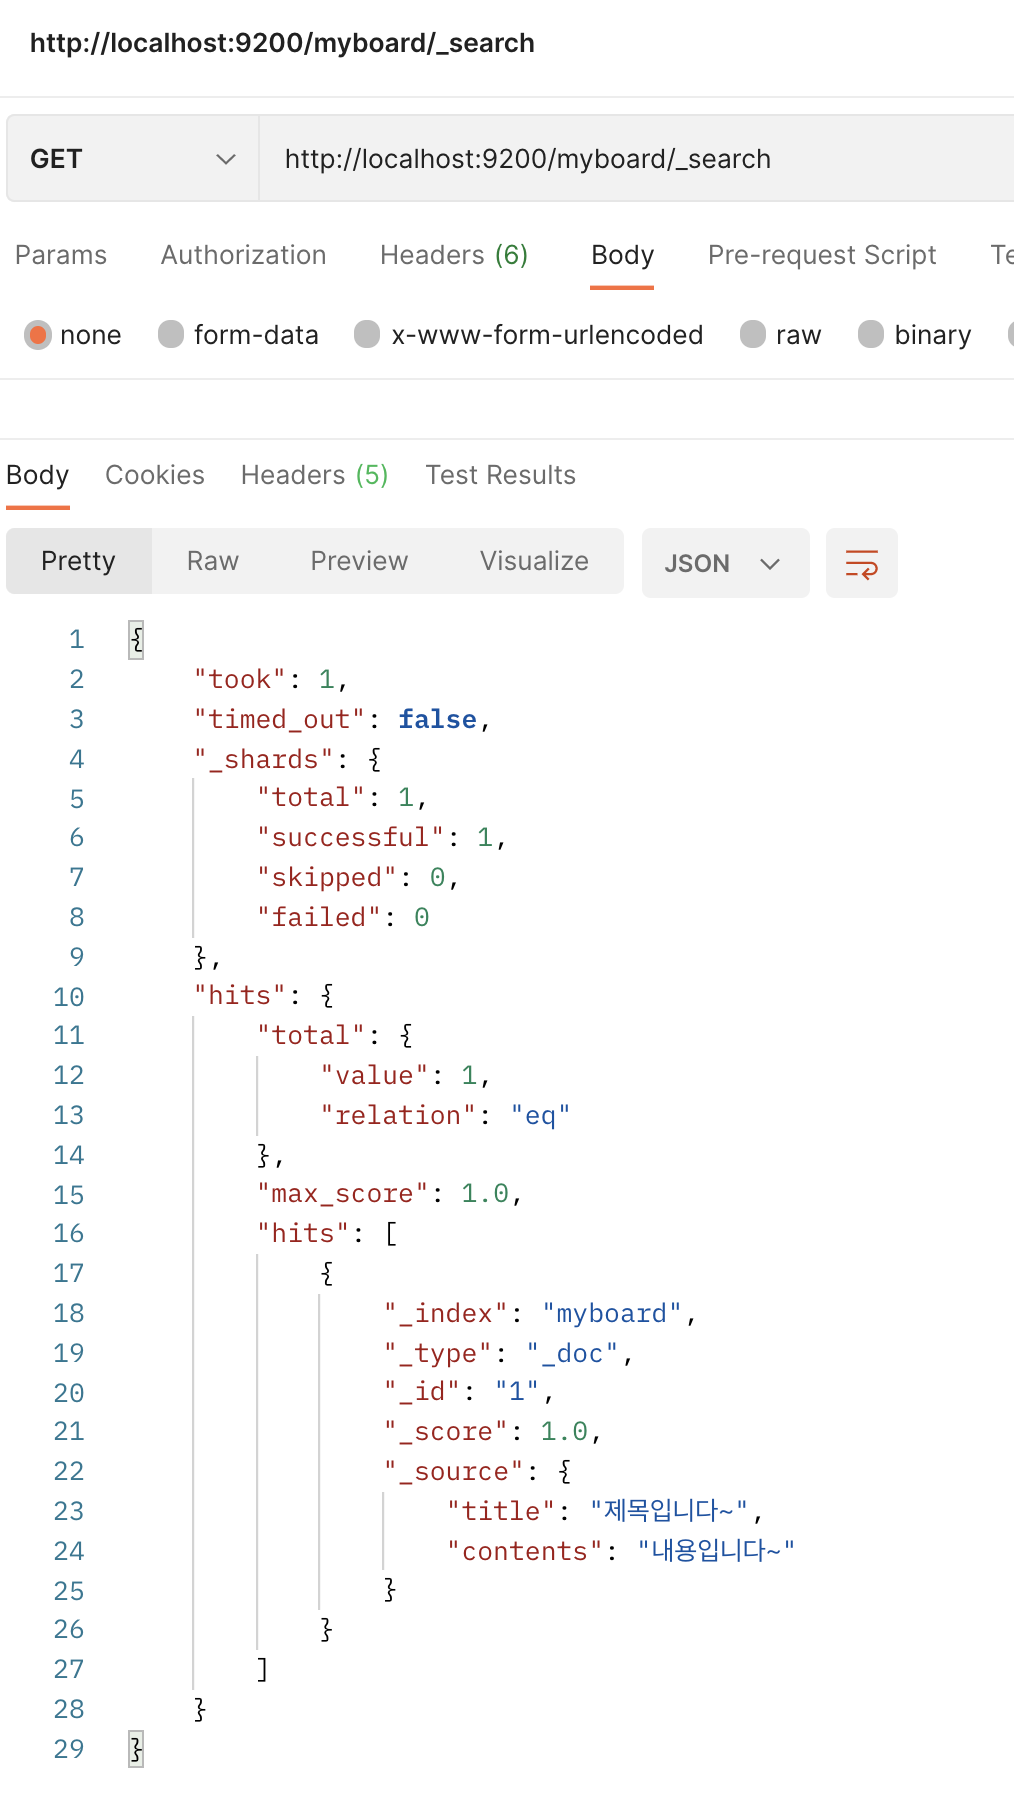 http://localhost:9200/myboard/_search
GET http://localhost:9200/myboard/_search
Params Authorization Headers (6) Body Pre-request Script Te
none form-data x-www-form-urlencoded raw binary
Body Cookies Headers (5) Test Results
Pretty Raw Preview Visualize JSON
1 {
2 "took": 1,
3 "timed_out": false,
4 "_shards": {
5 "total": 1,
6 "successful": 1,
7 "skipped": 0,
8 "failed": 0
9 },
10 "hits": {
11 "total": {
12 "value": 1,
13 "relation": "eq"
14 },
15 "max_score": 1.0,
16 "hits": [
17 {
18 "_index": "myboard",
19 "_type": "_doc",
20 "_id": "1",
21 "_score": 1.0,
22 "_source": {
23 "title": "제목입니다~",
24 "contents": "내용입니다~"
25 }
26 }
27 ]
28 }
29 }